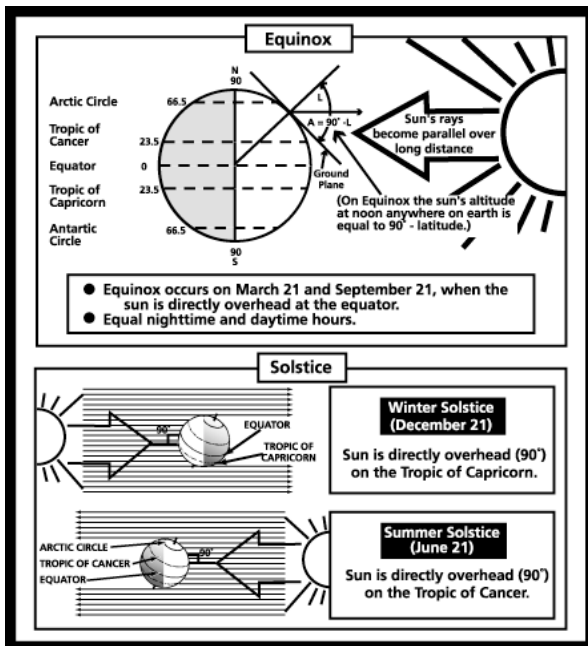 Equinox
N
90
Arctic Circle
66.5
Tropic of
Cancer
23.5
Equator
0
Tropic of
Capricorn
23.5
Antartic
Circle
66.5
90
S
L
A = 90˚ -L
Ground
Plane
Sun's rays
become parallel over
long distance
(On Equinox the sun's altitude
at noon anywhere on earth is
equal to 90˚ - latitude.)
● Equinox occurs on March 21 and September 21, when the
sun is directly overhead at the equator.
● Equal nighttime and daytime hours.
Solstice
90˚
EQUATOR
TROPIC OF
CAPRICORN
Winter Solstice
(December 21)
Sun is directly overhead (90˚)
on the Tropic of Capricorn.
ARCTIC CIRCLE
TROPIC OF CANCER
EQUATOR
90˚
Summer Solstice
(June 21)
Sun is directly overhead (90˚)
on the Tropic of Cancer.